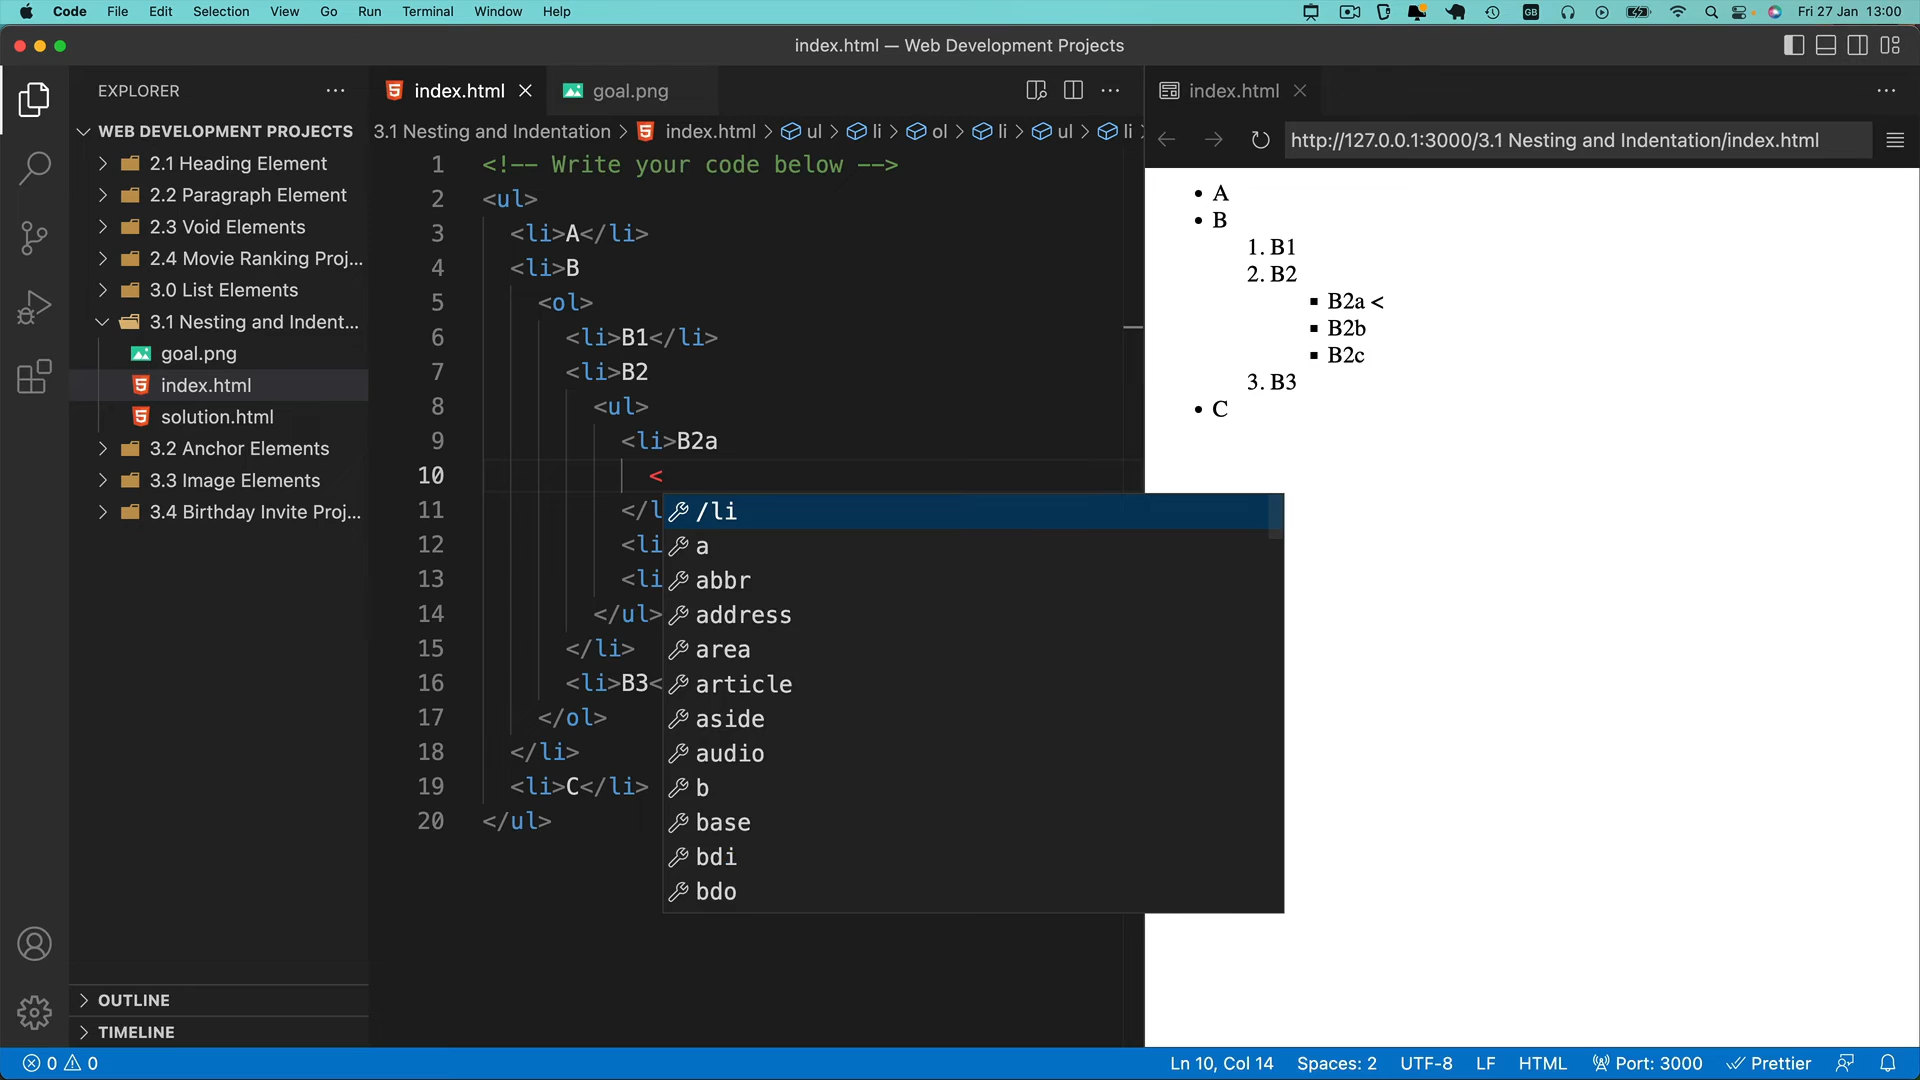 Code File Edit Selection View Go Run Terminal Window Help
GB
Fri 27 Jan 13:00
index.html — Web Development Projects
EXPLORER
WEB DEVELOPMENT PROJECTS
2.1 Heading Element
2.2 Paragraph Element
2.3 Void Elements
2.4 Movie Ranking Proj...
3.0 List Elements
3.1 Nesting and Indent...
goal.png
index.html
solution.html
3.2 Anchor Elements
3.3 Image Elements
3.4 Birthday Invite Proj...
OUTLINE
TIMELINE
index.html
goal.png
3.1 Nesting and Indentation > index.html > ul > li > ol > li > ul > li
1 <!-- Write your code below -->
2 <ul>
3 <li>A</li>
4 <li>B
5 <ol>
6 <li>B1</li>
7 <li>B2
8 <ul>
9 <li>B2a
10 <
11 </l
12 <li
13 <li
14 </ul>
15 </li>
16 <li>B3<
17 </ol>
18 </li>
19 <li>C</li>
20 </ul>
/li
a
abbr
address
area
article
aside
audio
b
base
bdi
bdo
index.html
http://127.0.0.1:3000/3.1 Nesting and Indentation/index.html
• A
• B
1. B1
2. B2
▪ B2a <
▪ B2b
▪ B2c
3. B3
• C
0 0
Ln 10, Col 14 Spaces: 2 UTF-8 LF HTML Port: 3000 Prettier